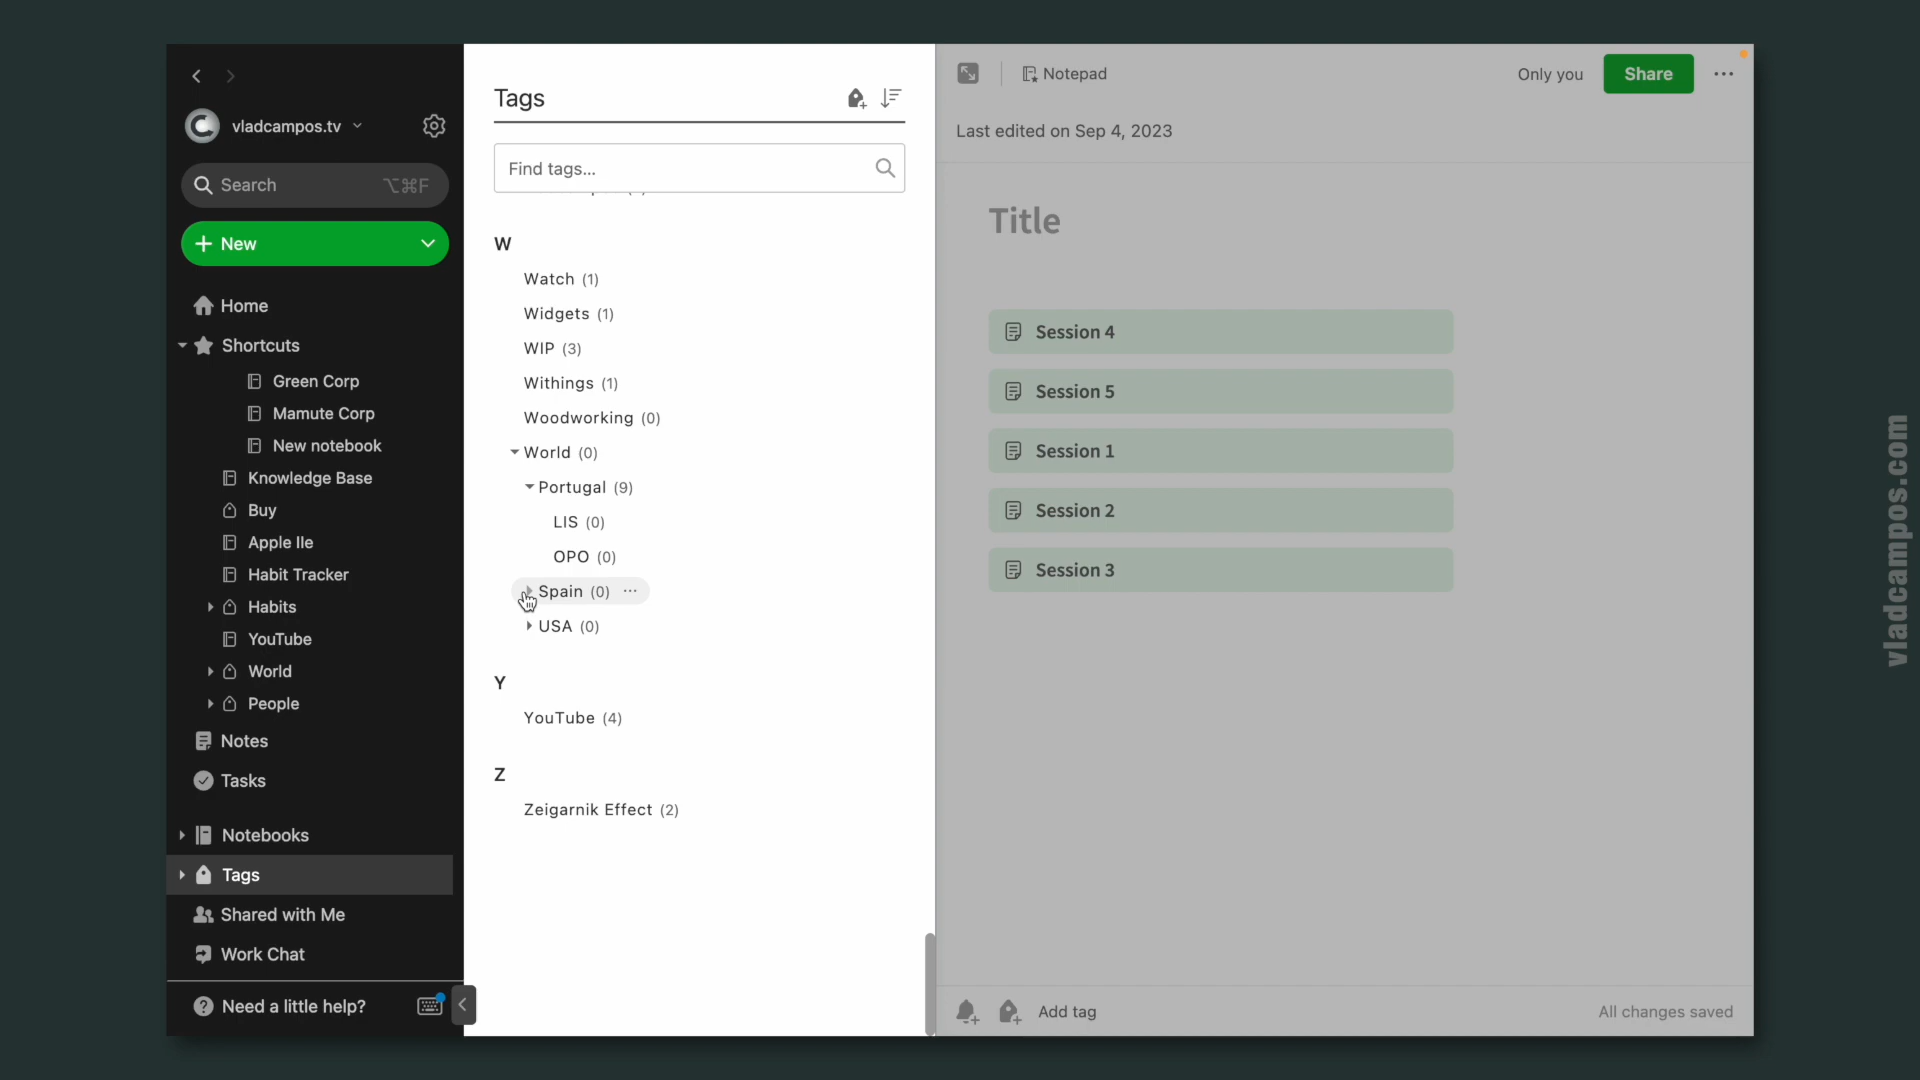 vladcampos.tv
Search ⌥⌘F
New
Home
Shortcuts
Green Corp
Mamute Corp
New notebook
Knowledge Base
Buy
Apple IIe
Habit Tracker
Habits
YouTube
World
People
Notes
Tasks
Notebooks
Tags
Shared with Me
Work Chat
Need a little help?
Tags
Find tags...
W
Watch (1)
Widgets (1)
WIP (3)
Withings (1)
Woodworking (0)
World (0)
Portugal (9)
LIS (0)
OPO (0)
Spain (0)
USA (0)
Y
YouTube (4)
Z
Zeigarnik Effect (2)
Notepad
Only you
Share
Last edited on Sep 4, 2023
Title
Session 4
Session 5
Session 1
Session 2
Session 3
Add tag
All changes saved
vladcampos.com